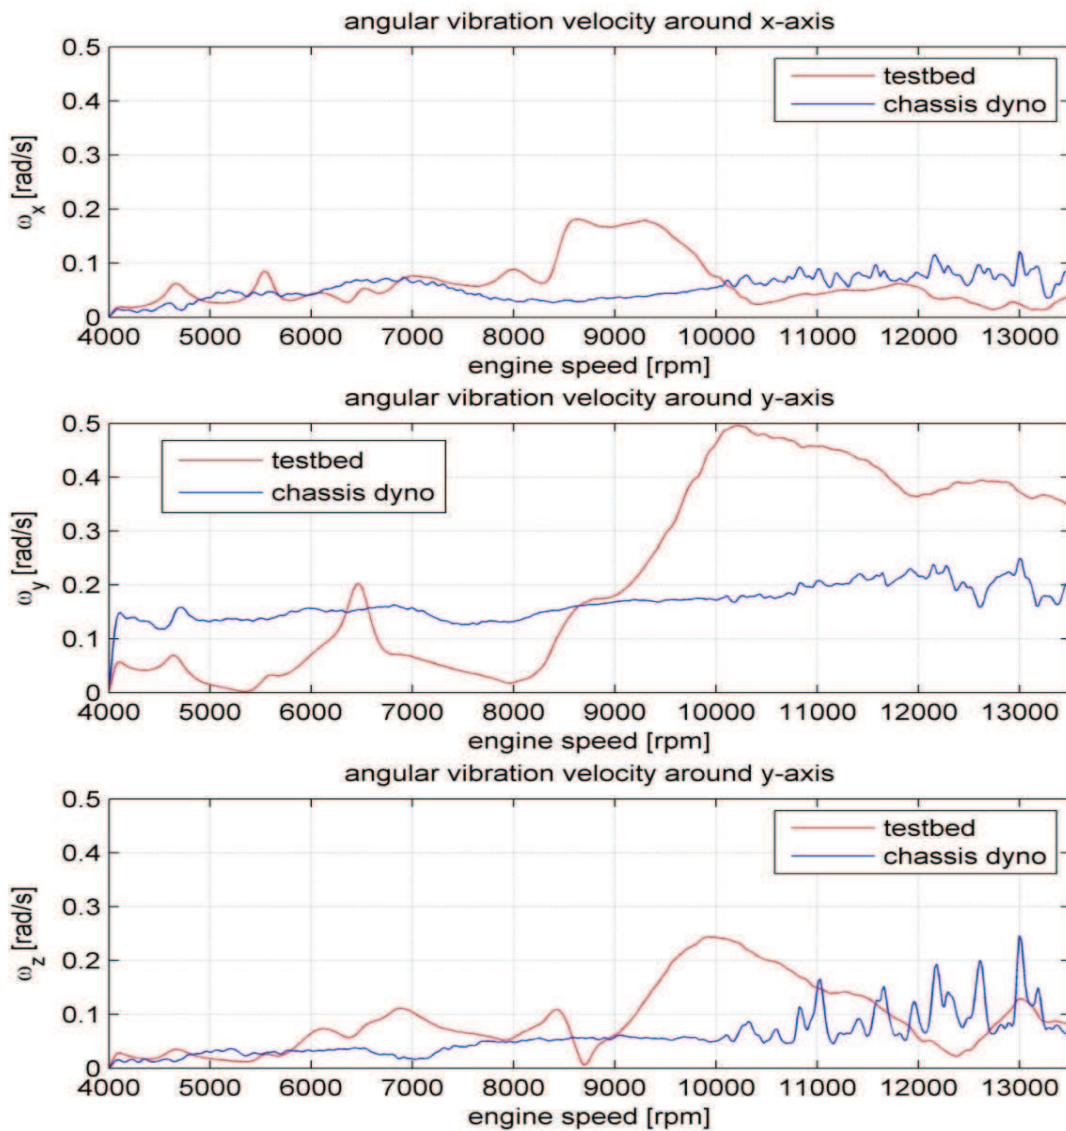 angular vibration velocity around x-axis
0.5
0.4
0.3
0.2
0.1
0
ω_x [rad/s]
testbed
chassis dyno
4000 5000 6000 7000 8000 9000 10000 11000 12000 13000
engine speed [rpm]
angular vibration velocity around y-axis
0.5
0.4
0.3
0.2
0.1
0
ω_y [rad/s]
testbed
chassis dyno
4000 5000 6000 7000 8000 9000 10000 11000 12000 13000
engine speed [rpm]
angular vibration velocity around y-axis
0.5
0.4
0.3
0.2
0.1
0
ω_z [rad/s]
testbed
chassis dyno
4000 5000 6000 7000 8000 9000 10000 11000 12000 13000
engine speed [rpm]